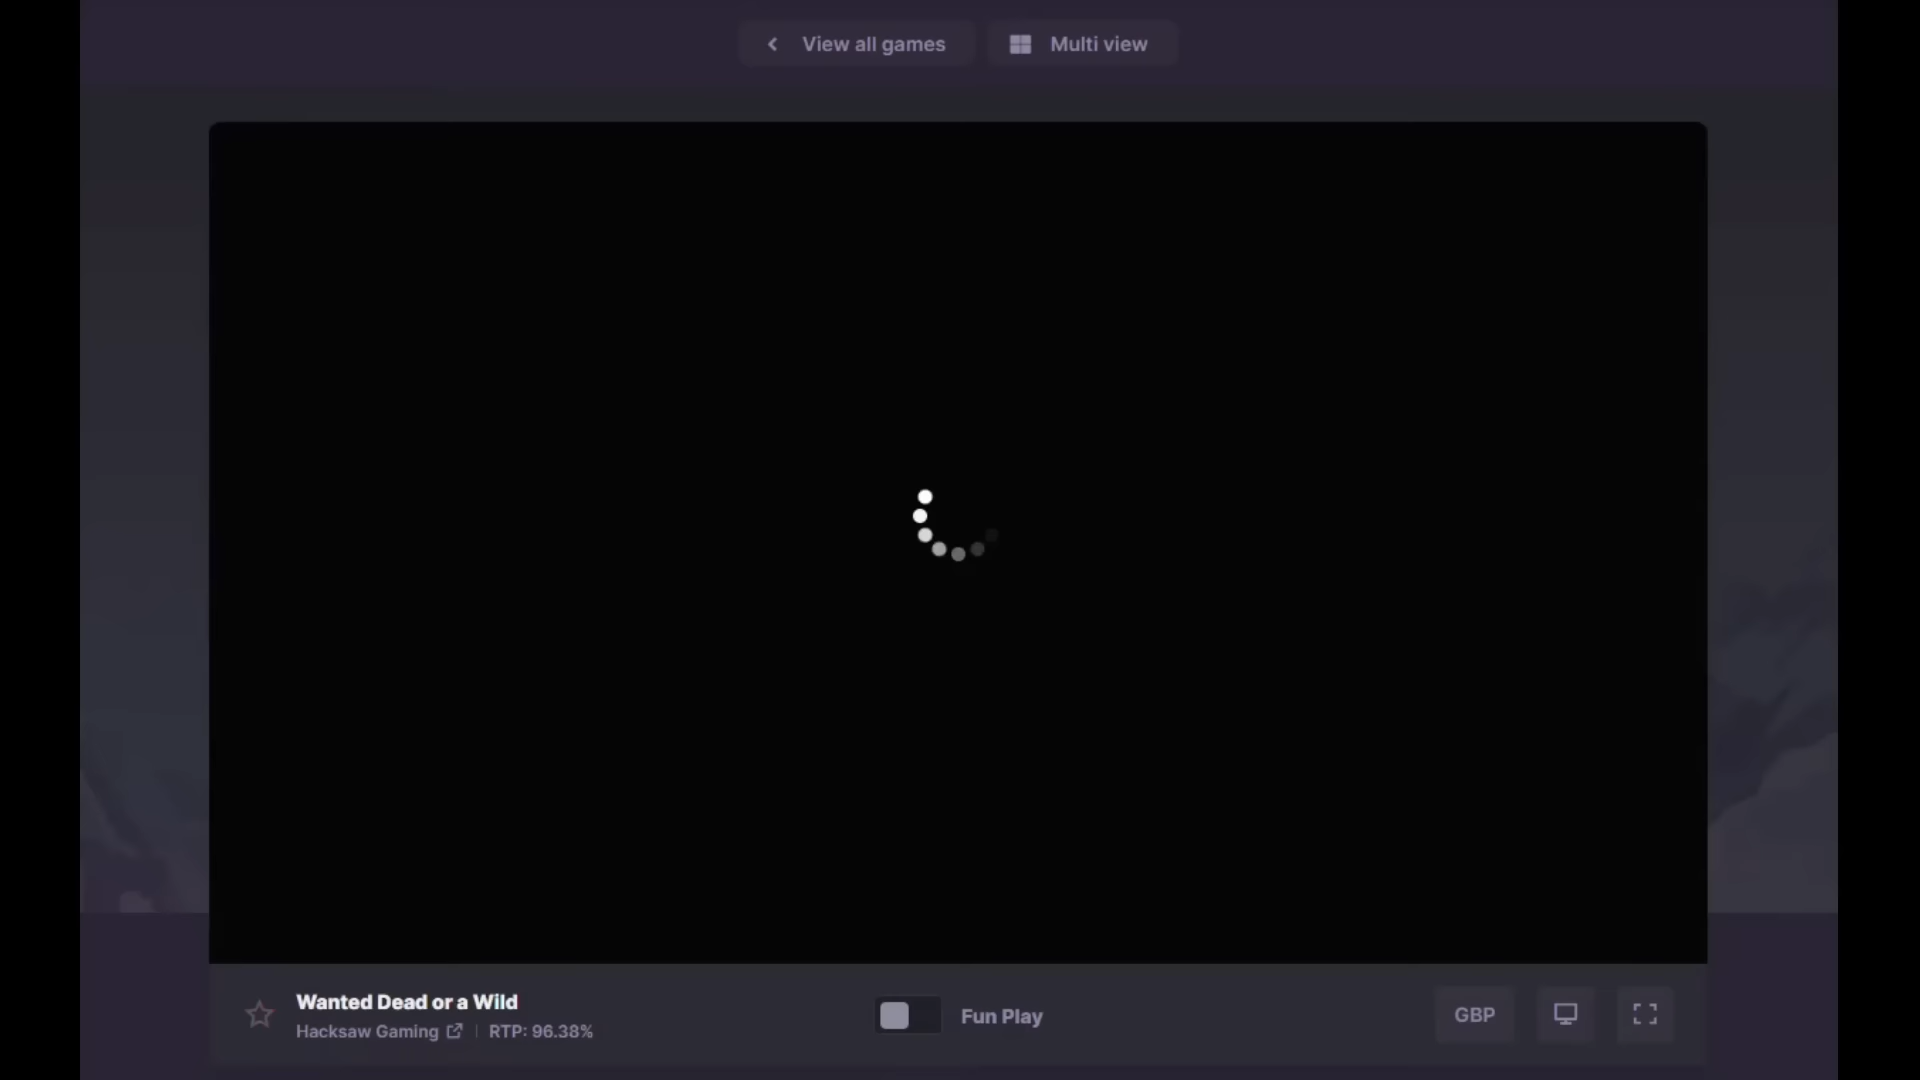 View all games
Multi view
Wanted Dead or a Wild
Hacksaw Gaming | RTP: 96.38%
Fun Play
GBP